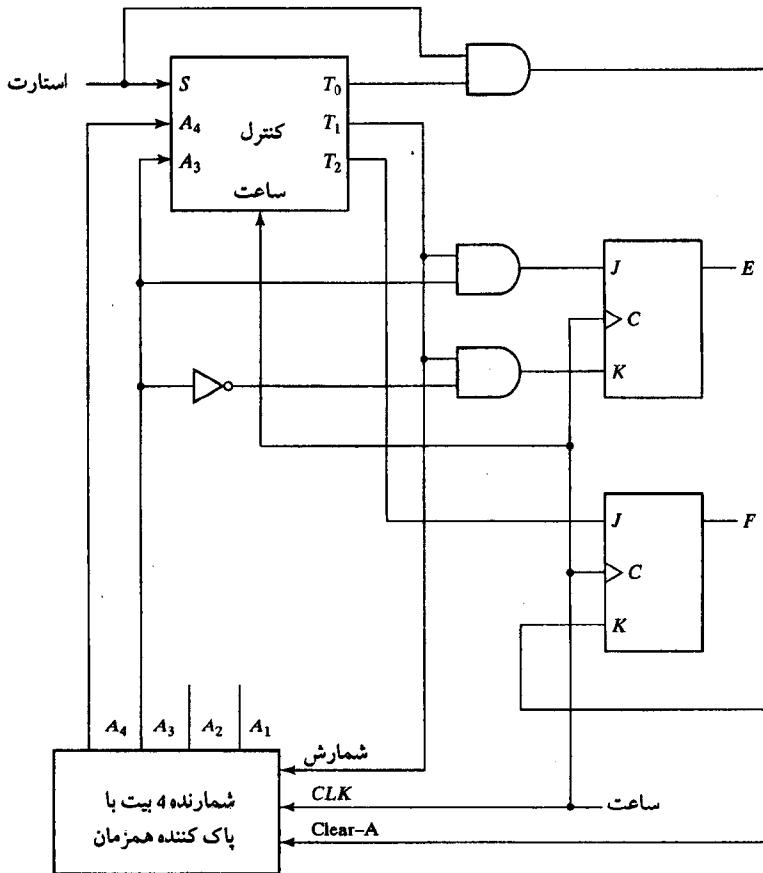 استارت
S
T0
A4
کنترل
T1
A3
T2
ساعت
J
E
C
K
J
F
C
K
A4
A3
A2
A1
شمارش
شمارنده 4 بیت با
CLK
ساعت
پاک کننده همزمان
Clear-A